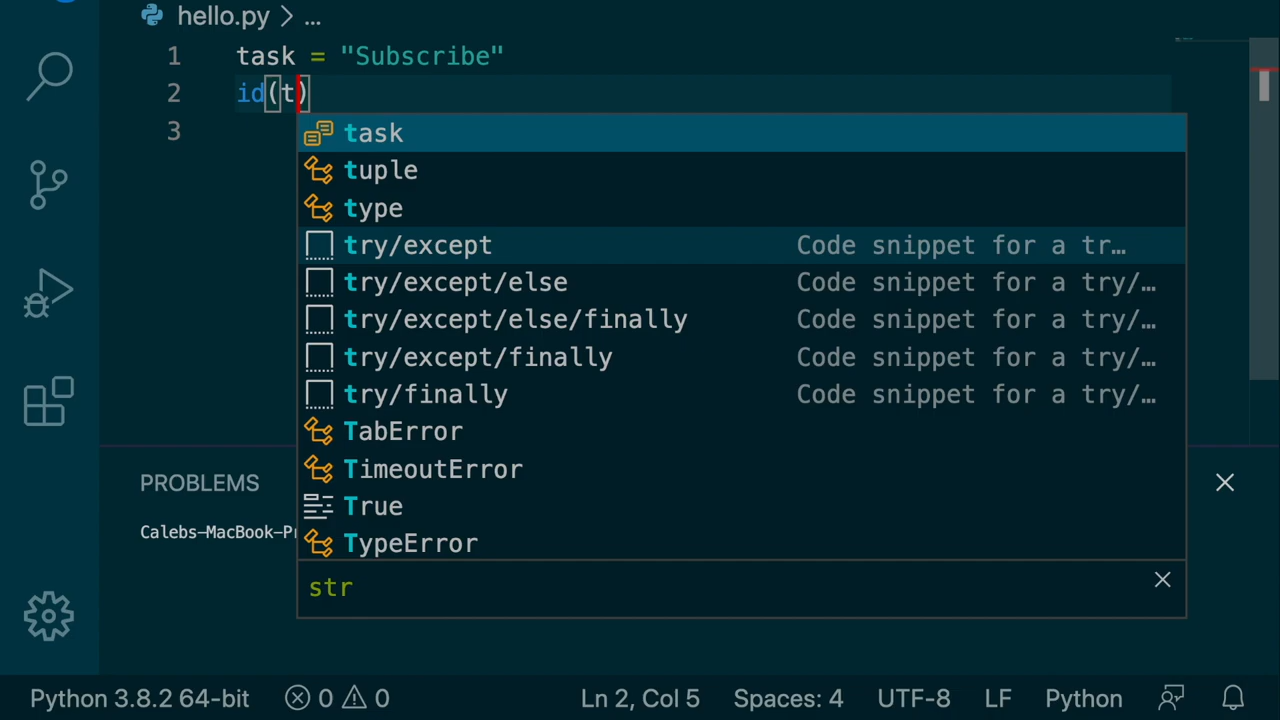 hello.py > ...
1 task = "Subscribe"
2 id(t)
3
task
tuple
type
try/except Code snippet for a tr…
try/except/else Code snippet for a try/…
try/except/else/finally Code snippet for a try/…
try/except/finally Code snippet for a try/…
try/finally Code snippet for a try/…
TabError
TimeoutError
True
TypeError
str
PROBLEMS
Calebs-MacBook-Pr
Python 3.8.2 64-bit 0 0 Ln 2, Col 5 Spaces: 4 UTF-8 LF Python